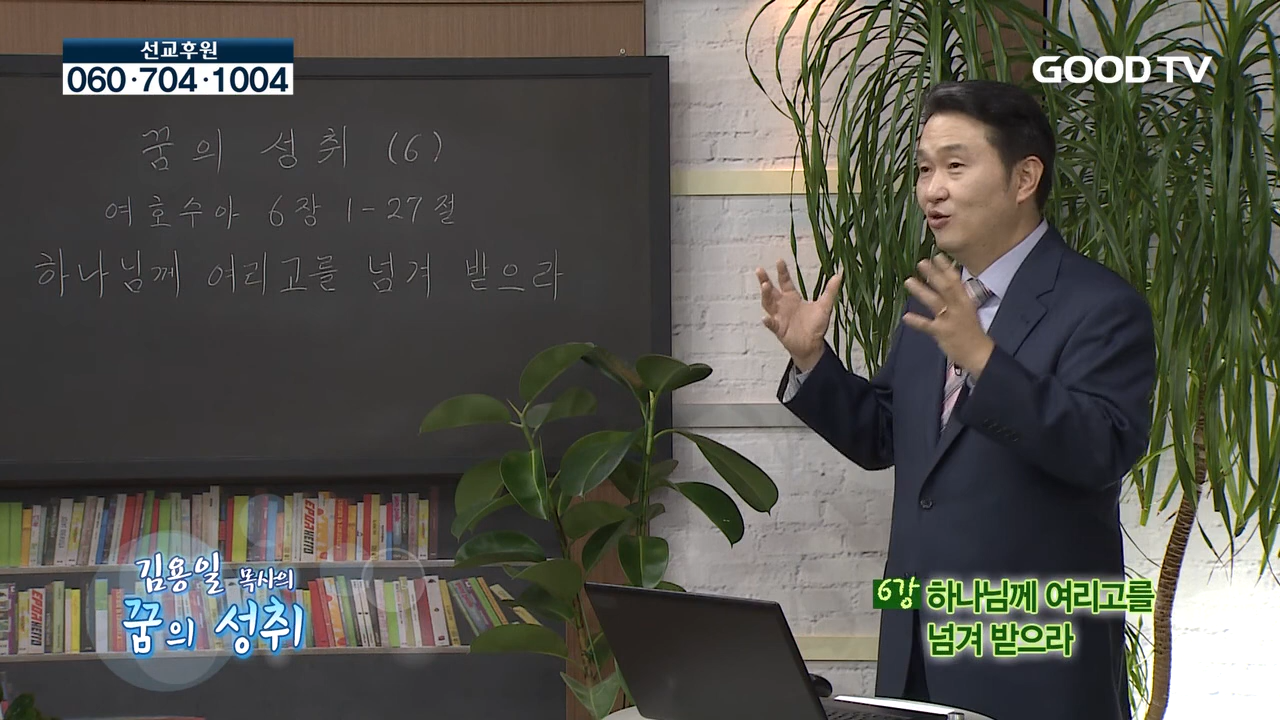 선교후원
060·704·1004
GOODTV
꿈의 성취 (6)
여호수아 6장 1-27절
하나님께 여리고를 넘겨 받으라
김용일 목사의
꿈의 성취
6강 하나님께 여리고를
넘겨 받으라